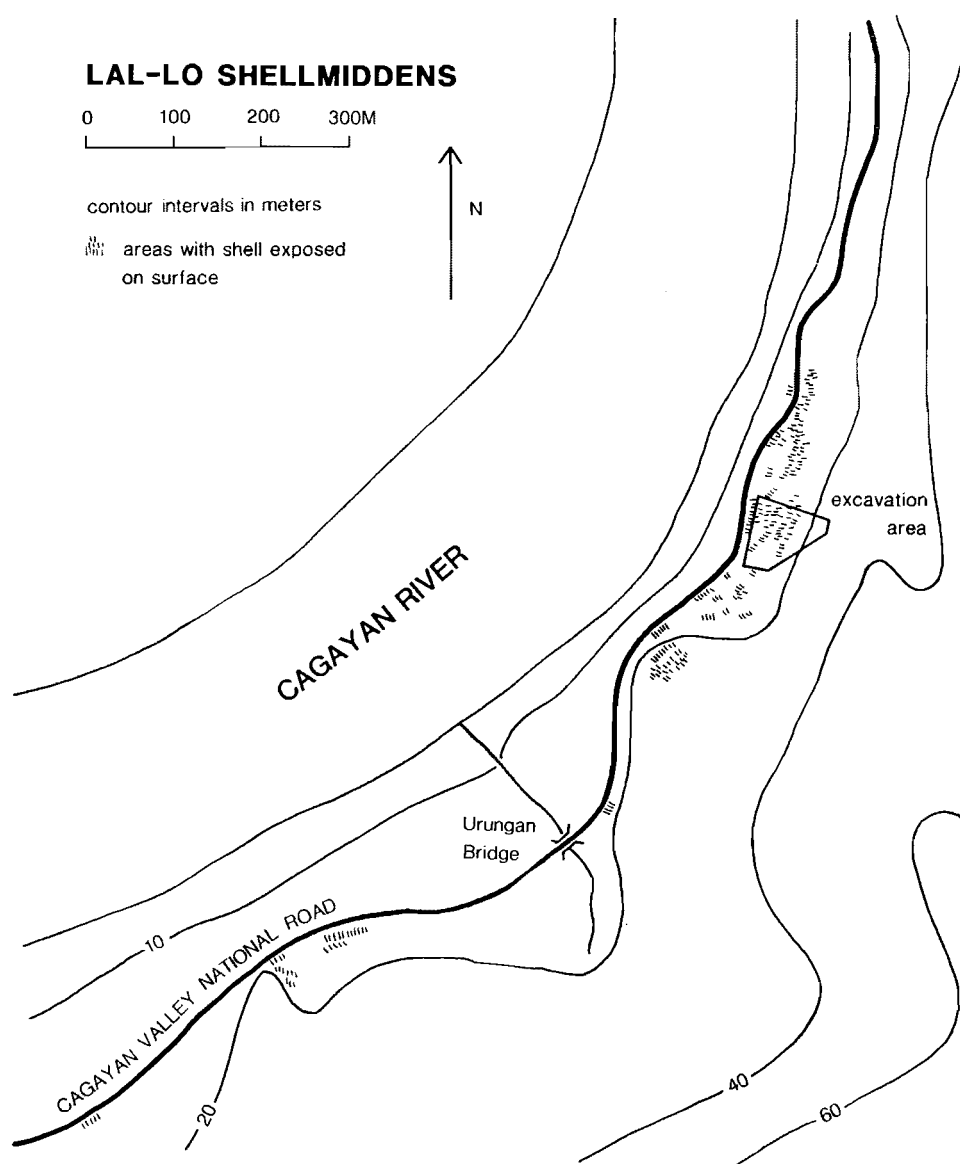 LAL-LO SHELLMIDDENS
0 100 200 300M
N
contour intervals in meters
areas with shell exposed
on surface
excavation
area
CAGAYAN RIVER
Urungan
Bridge
CAGAYAN VALLEY NATIONAL ROAD
10
20
40
60